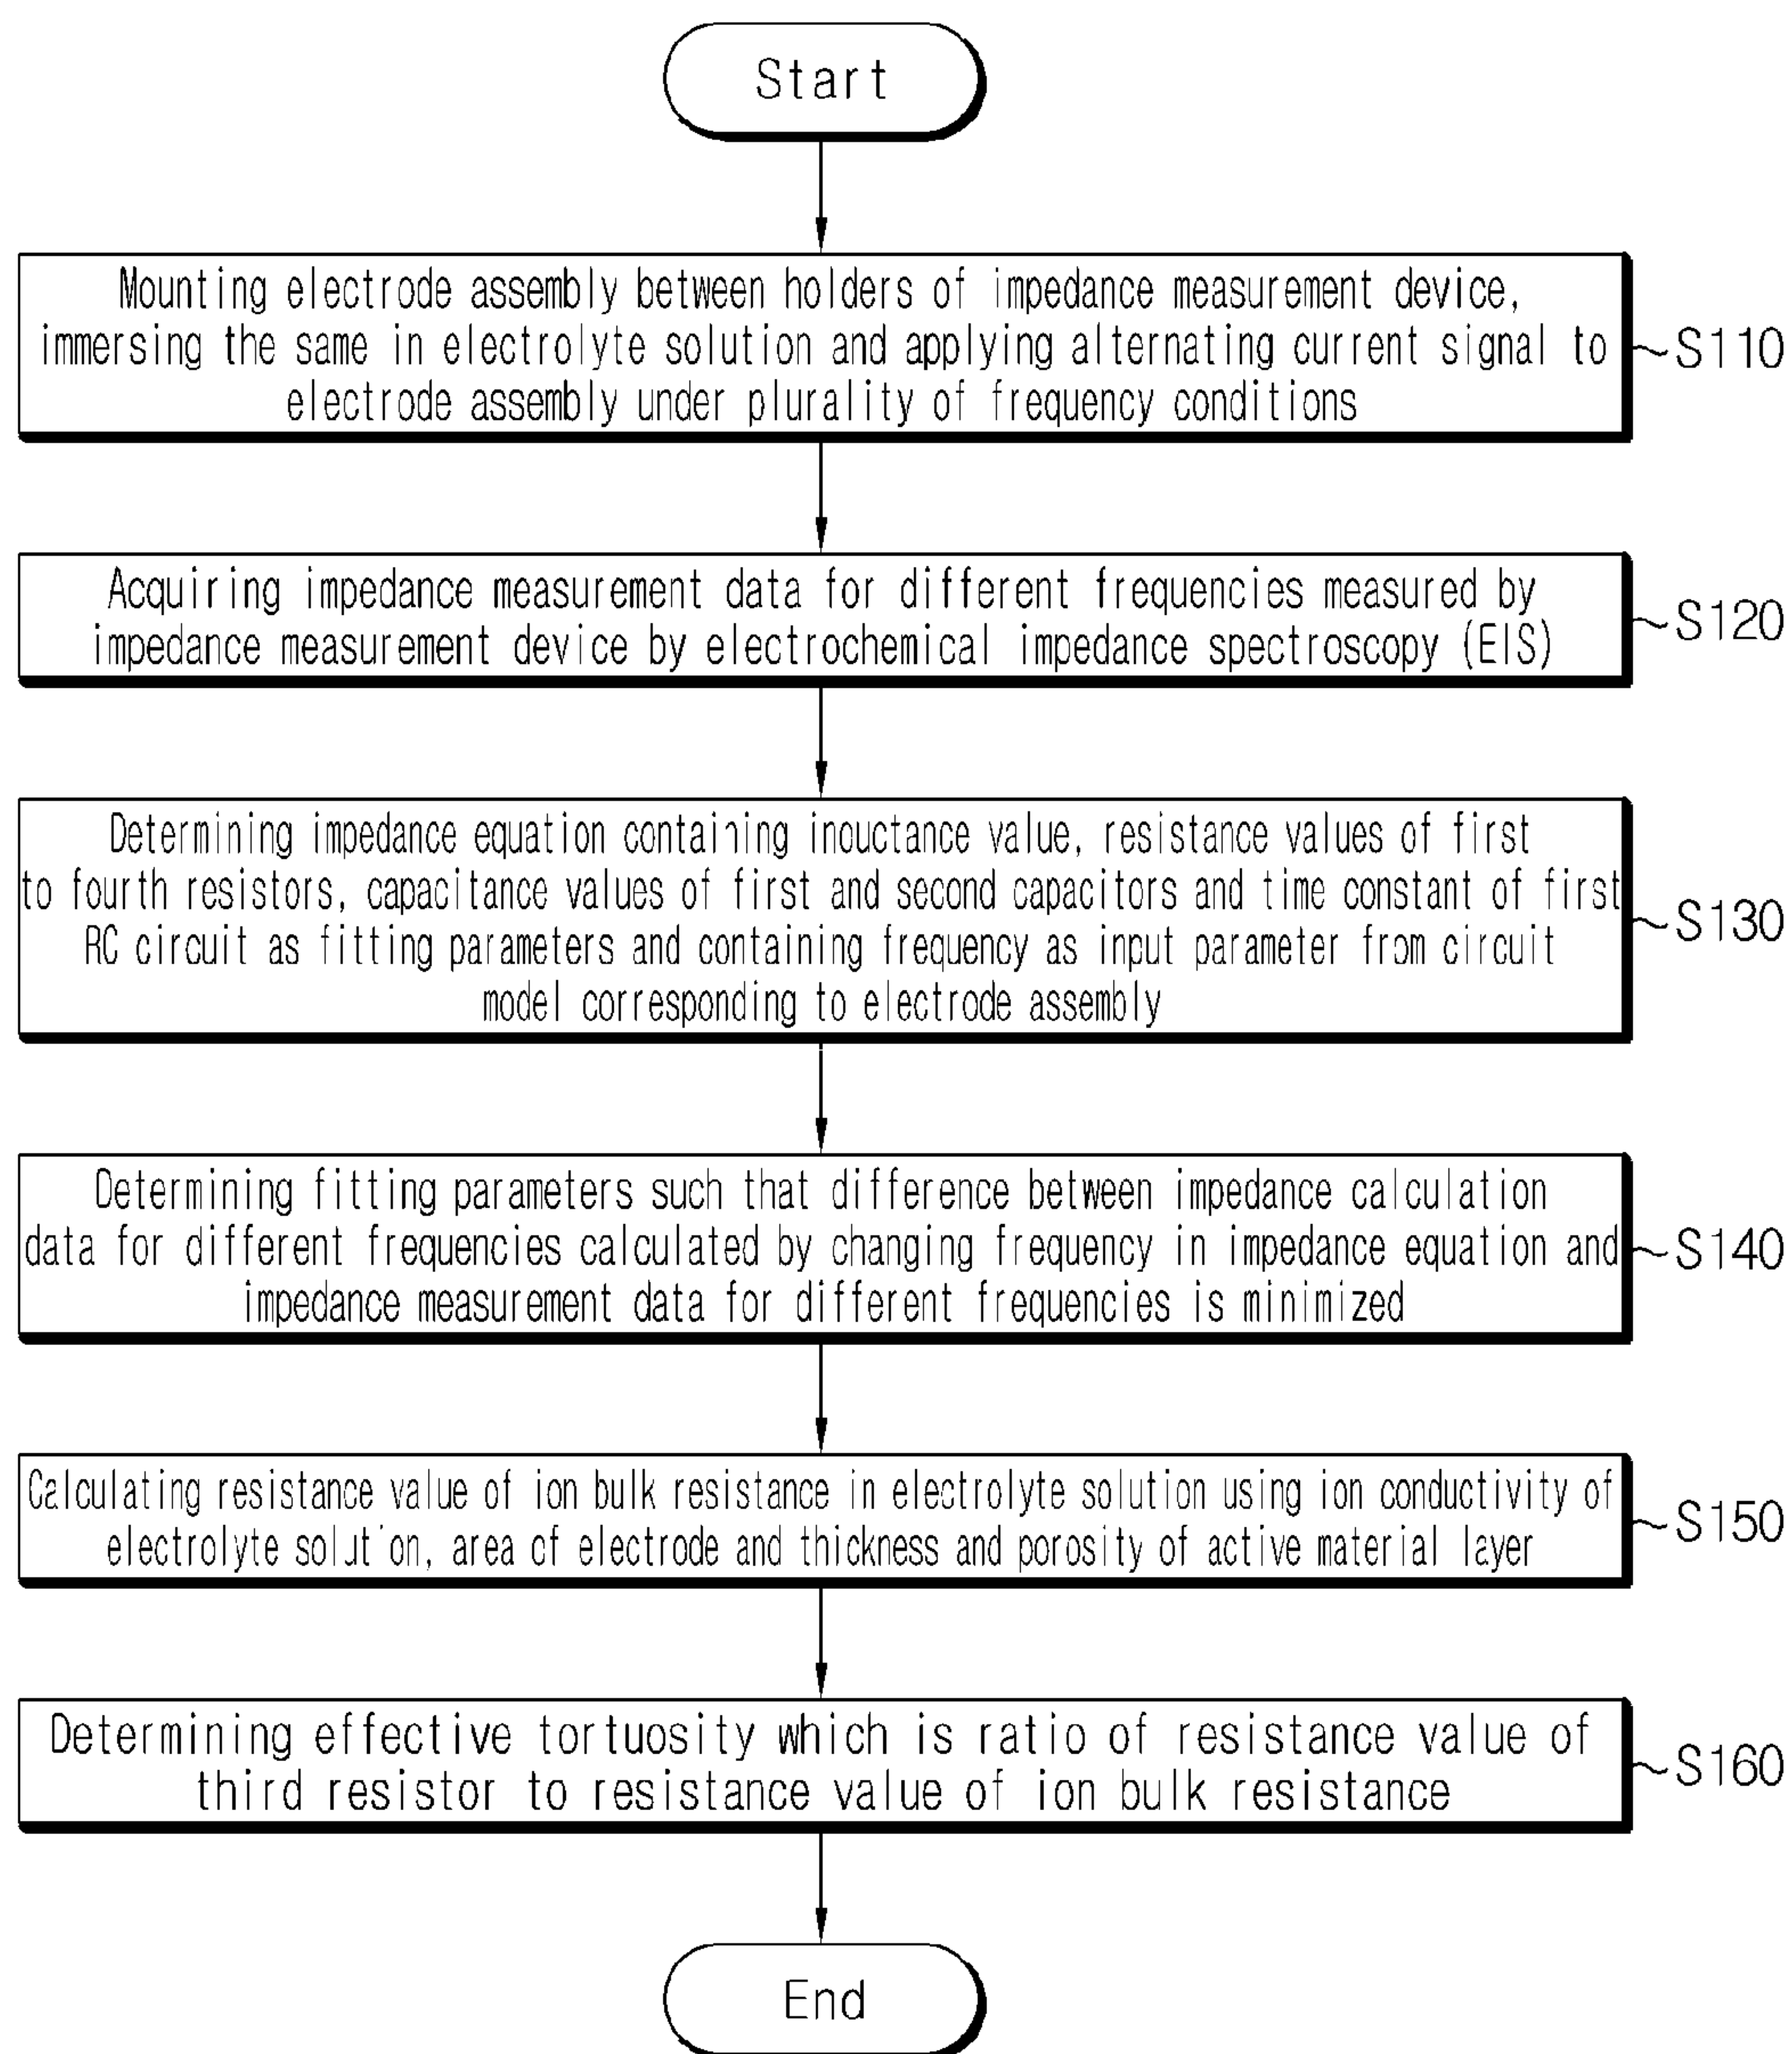 Start
Mounting electrode assembly between holders of impedance measurement device,
immersing the same in electrolyte solution and applying alternating current signal to
electrode assembly under plurality of frequency conditions
S110
Acquiring impedance measurement data for different frequencies measured by
impedance measurement device by electrochemical impedance spectroscopy (EIS)
S120
Determining impedance equation containing inductance value, resistance values of first
to fourth resistors, capacitance values of first and second capacitors and time constant of first
RC circuit as fitting parameters and containing frequency as input parameter from circuit
model corresponding to electrode assembly
S130
Determining fitting parameters such that difference between impedance calculation
data for different frequencies calculated by changing frequency in impedance equation and
impedance measurement data for different frequencies is minimized
S140
Calculating resistance value of ion bulk resistance in electrolyte solution using ion conductivity of
electrolyte solution, area of electrode and thickness and porosity of active material layer
S150
Determining effective tortuosity which is ratio of resistance value of
third resistor to resistance value of ion bulk resistance
S160
End